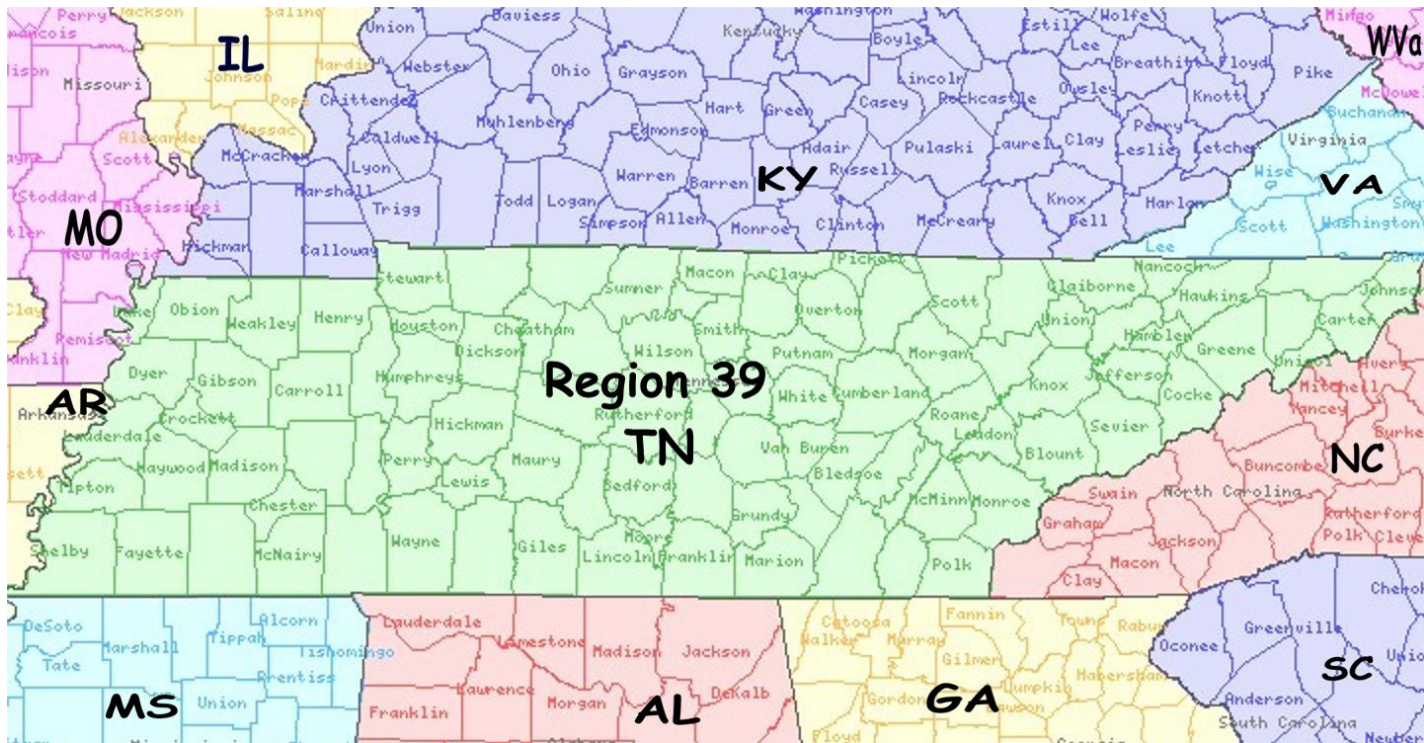 Perry
Jackson
Saline
Union
Daviess
Washington
Estill
Wolfe
Mingo
IL
Kentucky
Boyle
Lee
WVa
Missouri
Johnson
Hardin
Webster
Ohio
Grayson
Lincoln
Breathitt
Floyd
Pike
Pope
Crittenden
Hart
Green
Casey
Rockcastle
Owsley
Knott
McDowel
Alexander
Massac
Caldwell
Muhlenberg
Edmonson
Adair
Pulaski
Laurel
Clay
Perry
Leslie
Letcher
Buchanan
Virginia
Scott
McCracken
Lyon
Warren
Barren
KY
Russell
Wise
VA
Stoddard
Mississippi
Marshall
Trigg
Todd
Logan
Simpson
Allen
Monroe
Clinton
McCreary
Knox
Bell
Harlan
Scott
Washington
MO
New Madrid
Hickman
Calloway
Lee
Stewart
Macon
Clay
Pickett
Hancock
Clay
Lake
Obion
Weakley
Henry
Sumner
Overton
Scott
Claiborne
Hawkins
Johnson
Houston
Cheatham
Smith
Union
Hamblen
Carter
Dickson
Wilson
Putnam
Morgan
Greene
Unicoi
Dyer
Gibson
Carroll
Humphreys
Region 39
White
Cumberland
Knox
Jefferson
Cocke
Avery
Mitchell
Yancey
AR
Arkansas
Crockett
Lauderdale
Hickman
Rutherford
TN
Roane
Loudon
Sevier
Burke
Haywood
Madison
Perry
Maury
Van Buren
Blount
Buncombe
NC
Tipton
Lewis
Bedford
Bledsoe
McMinn
Monroe
Swain
North Carolina
Chester
Grundy
Graham
Rutherford
Shelby
Fayette
McNairy
Wayne
Giles
Moore
Lincoln
Franklin
Marion
Polk
Jackson
Macon
Clay
Polk
Cleve
DeSoto
Marshall
Tippah
Alcorn
Tishomingo
Lauderdale
Limestone
Madison
Jackson
Catoosa
Walker
Murray
Fannin
Towns
Rabun
Gilmer
Oconee
Greenville
Cherok
Tate
Prentiss
Lawrence
DeKalb
Gordon
Lumpkin
Dawson
Habersham
SC
MS
Union
Franklin
Morgan
AL
GA
Anderson
South Carolina
Floyd